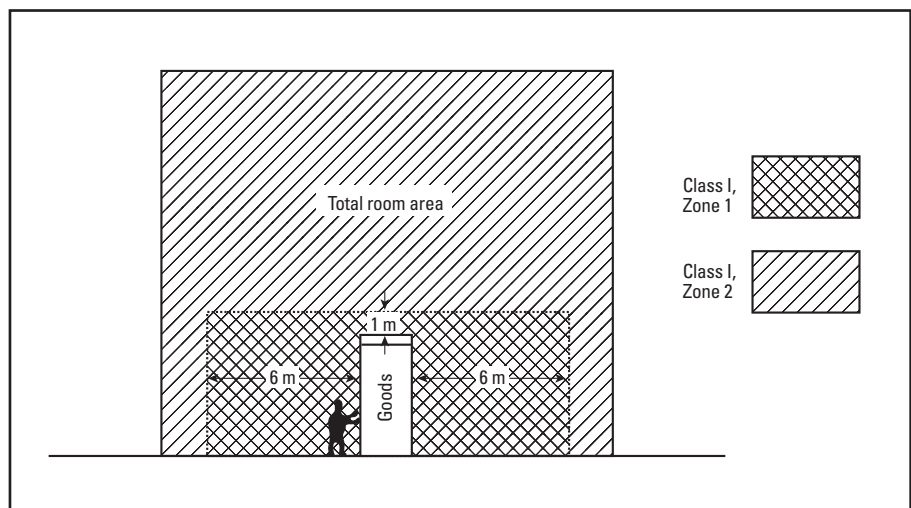 Total room area
1 m
6 m
Goods
6 m
Class I,
Zone 1
Class I,
Zone 2